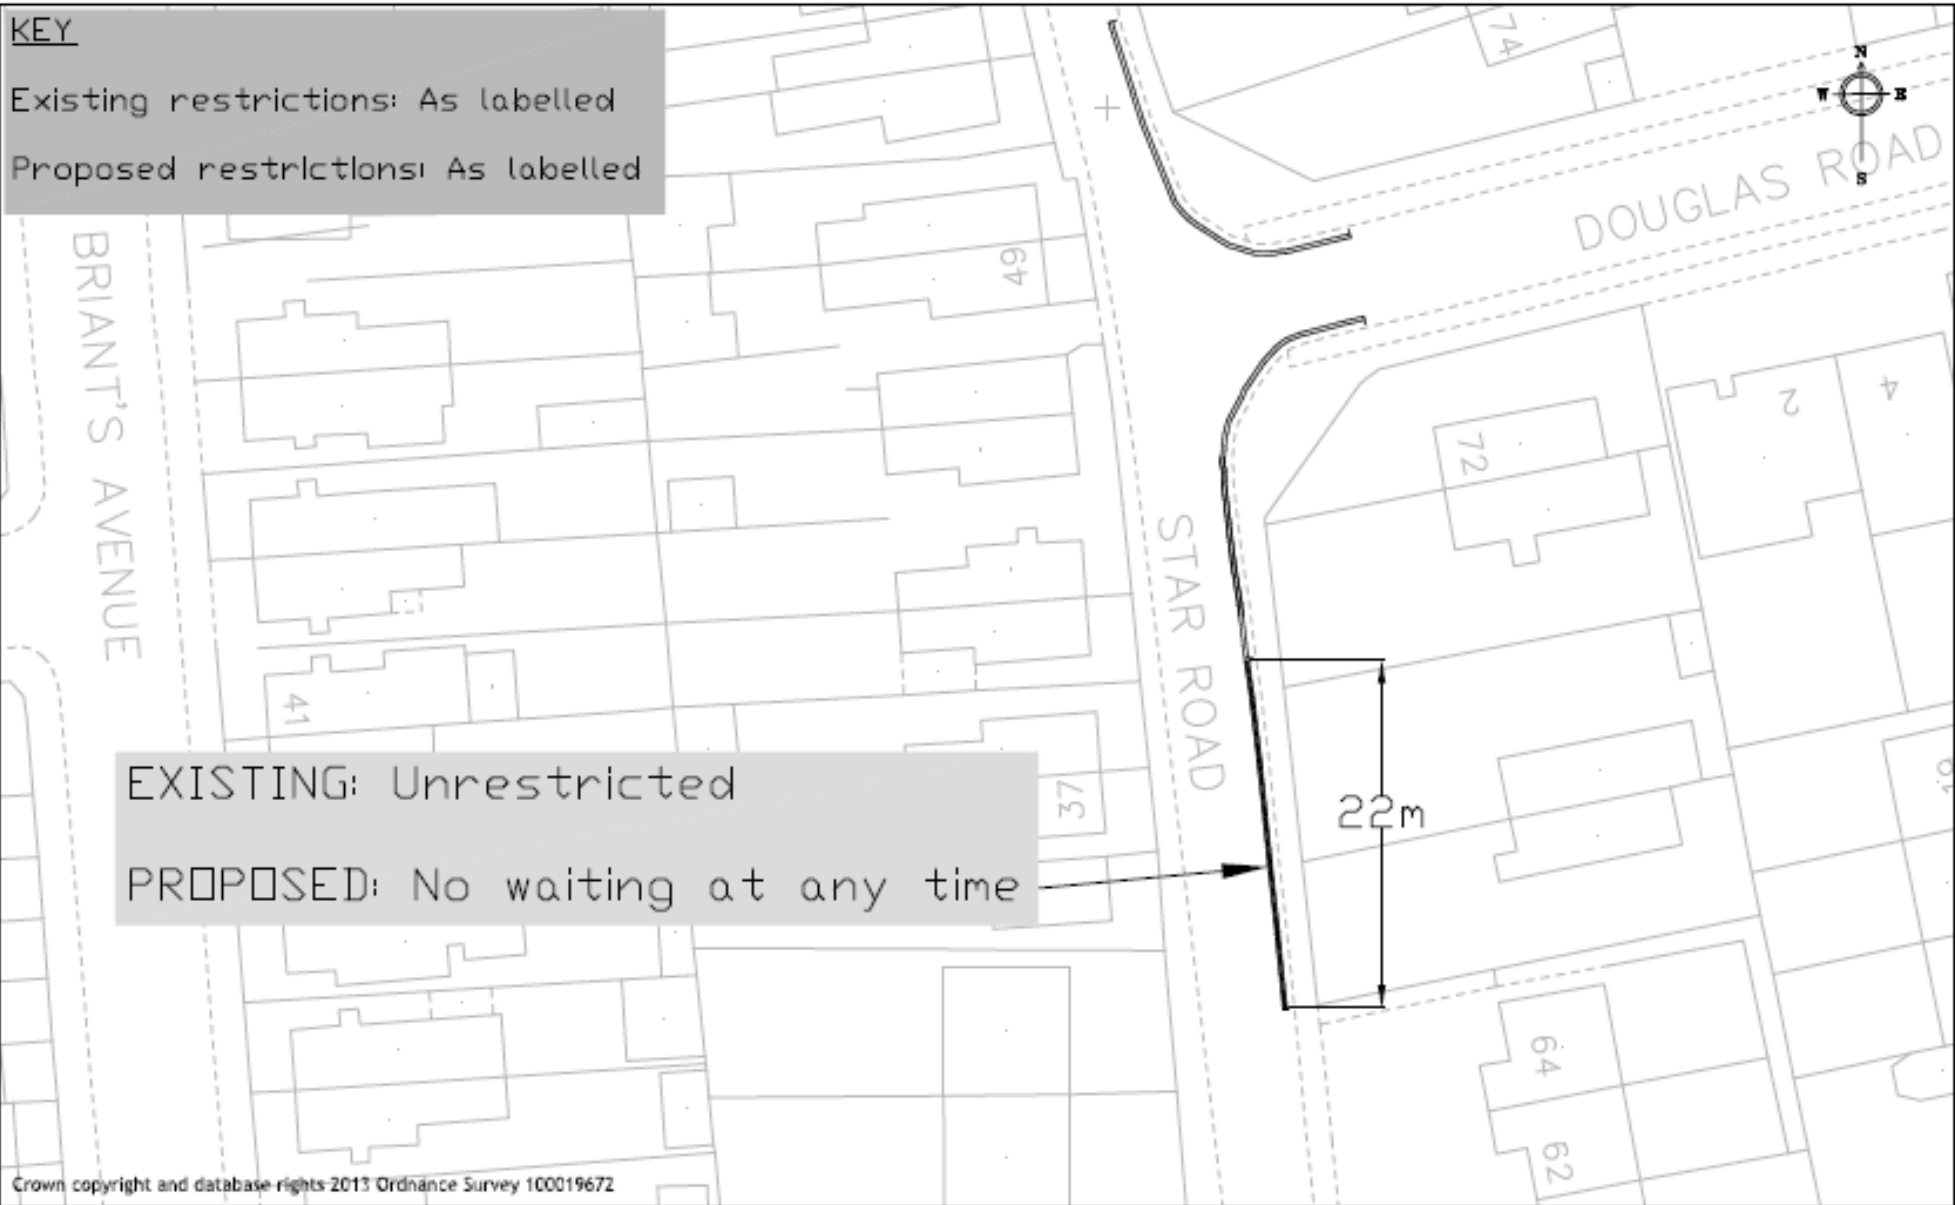 KEY
Existing restrictions: As labelled
Proposed restrictions: As labelled
N
W
E
S
74
DOUGLAS ROAD
BRIANT'S AVENUE
49
72
2
4
STAR ROAD
41
37
EXISTING: Unrestricted
PROPOSED: No waiting at any time
22m
64
62
Crown copyright and database rights 2013 Ordnance Survey 100019672